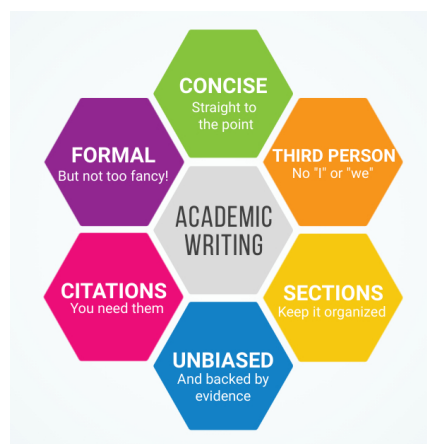 CONCISE
Straight to
the point
THIRD PERSON
No "I" or "we"
SECTIONS
Keep it organized
UNBIASED
And backed by
evidence
CITATIONS
You need them
FORMAL
But not too fancy!
ACADEMIC
WRITING